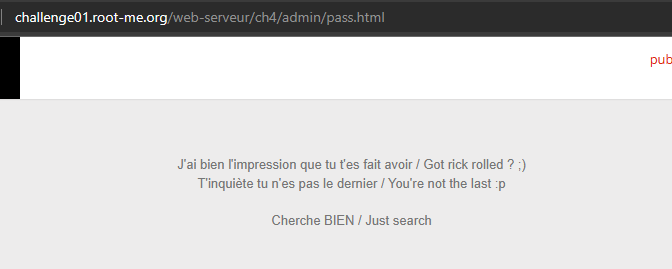 challenge01.root-me.org/web-serveur/ch4/admin/pass.html
pub
J'ai bien l'impression que tu t'es fait avoir / Got rick rolled ? ;)
T'inquiète tu n'es pas le dernier / You're not the last :p
Cherche BIEN / Just search